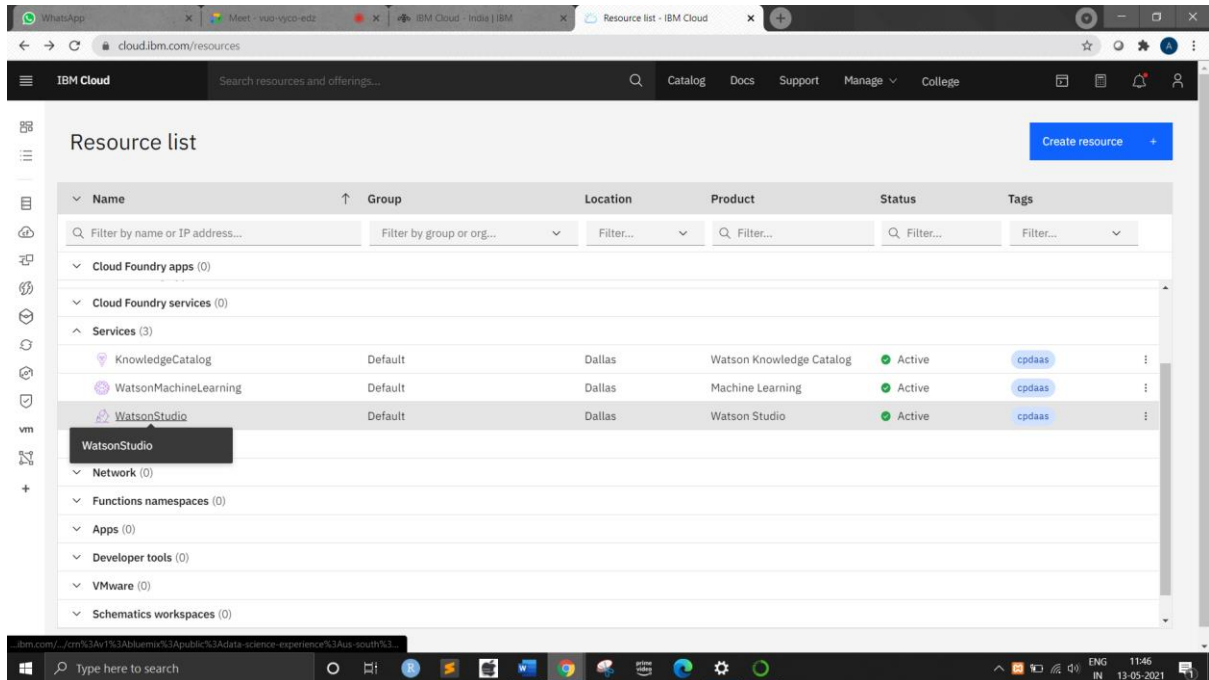 WhatsApp
Meet - vuo-vyco-edz
IBM Cloud - India | IBM
Resource list - IBM Cloud
cloud.ibm.com/resources
A
IBM Cloud
Search resources and offerings...
Catalog Docs Support Manage College
Resource list
Create resource +
Name Group Location Product Status Tags
Filter by name or IP address... Filter by group or org... Filter... Filter... Filter... Filter...
Cloud Foundry apps (0)
Cloud Foundry services (0)
Services (3)
KnowledgeCatalog Default Dallas Watson Knowledge Catalog Active cpdaas
WatsonMachineLearning Default Dallas Machine Learning Active cpdaas
WatsonStudio Default Dallas Watson Studio Active cpdaas
vm
WatsonStudio
Network (0)
Functions namespaces (0)
Apps (0)
Developer tools (0)
VMware (0)
Schematics workspaces (0)
...ibm.com/.../crn%3Av1%3Abluemix%3Apublic%3Adata-science-experience%3Aus-south%3...
Type here to search
R
prime video
ENG 11:46
IN 13-05-2021